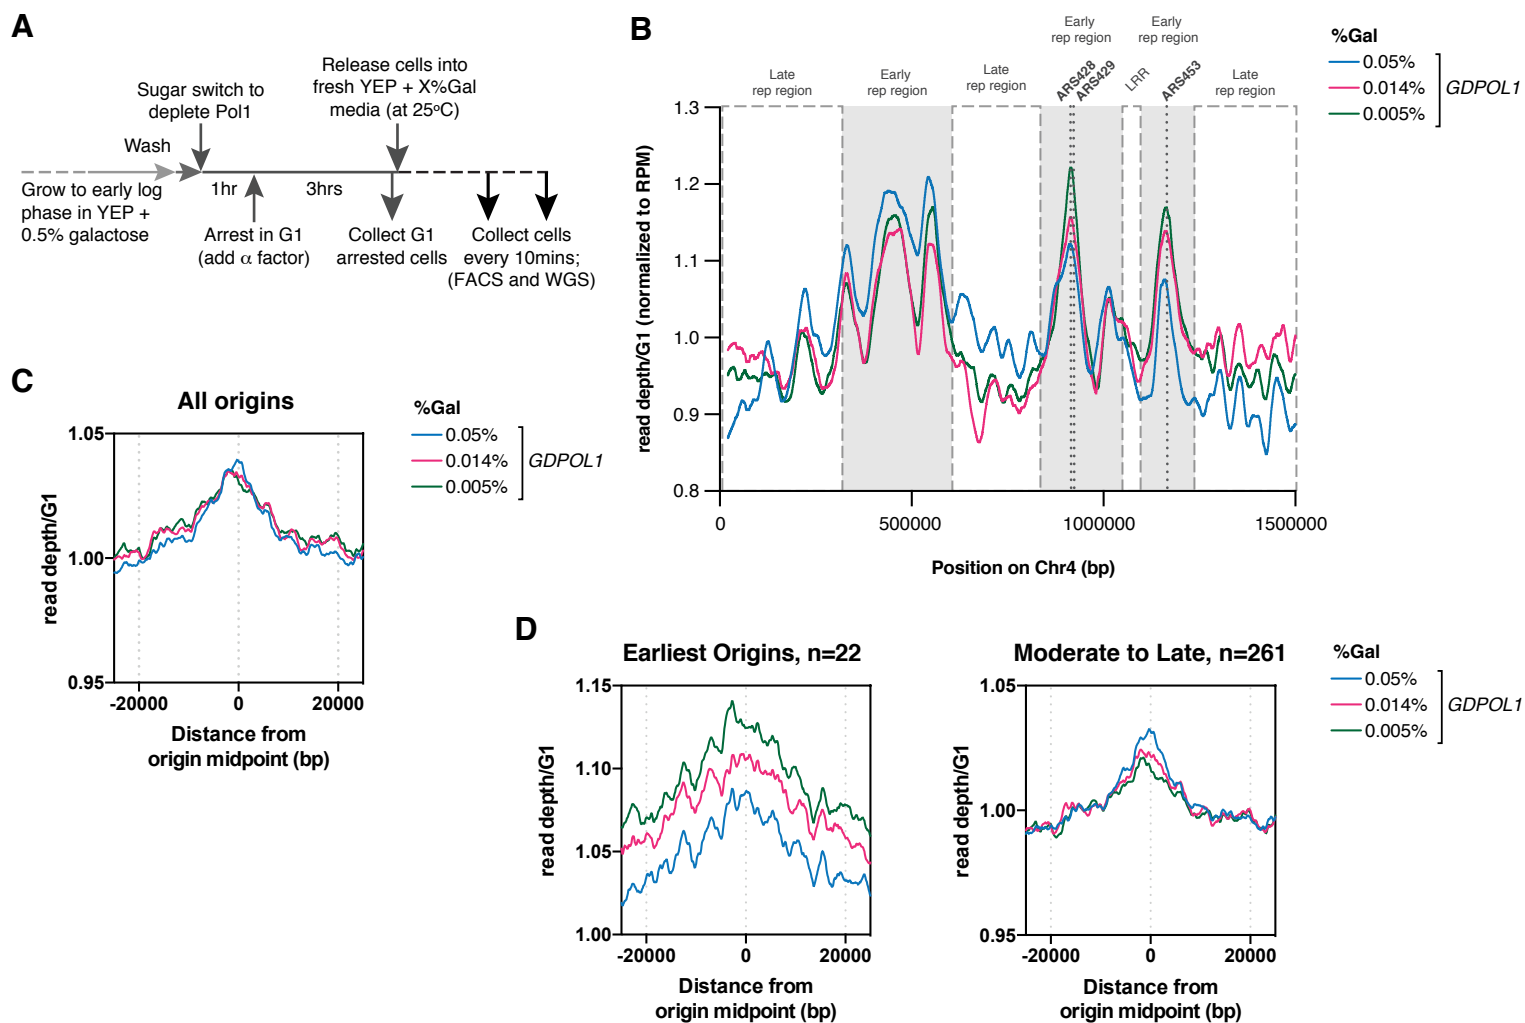 A
Sugar switch to
deplete Pol1
Release cells into
fresh YEP + X%Gal
media (at 25ºC)
Wash
Grow to early log
phase in YEP +
0.5% galactose
1hr
3hrs
Arrest in G1
(add α factor)
Collect G1
arrested cells
Collect cells
every 10mins;
(FACS and WGS)
B
Late
rep region
Early
rep region
Late
rep region
Early
rep region
ARS428
ARS429
LRR
Early
rep region
ARS453
Late
rep region
%Gal
0.05%
0.014%
0.005%
GDPOL1
read depth/G1 (normalized to RPM)
1.3
1.2
1.1
1.0
0.9
0.8
0
500000
1000000
1500000
Position on Chr4 (bp)
C
All origins
%Gal
0.05%
0.014%
0.005%
GDPOL1
read depth/G1
1.05
1.00
0.95
-20000
0
20000
Distance from
origin midpoint (bp)
D
Earliest Origins, n=22
read depth/G1
1.15
1.10
1.05
1.00
-20000
0
20000
Distance from
origin midpoint (bp)
Moderate to Late, n=261
read depth/G1
1.05
1.00
0.95
-20000
0
20000
Distance from
origin midpoint (bp)
%Gal
0.05%
0.014%
0.005%
GDPOL1